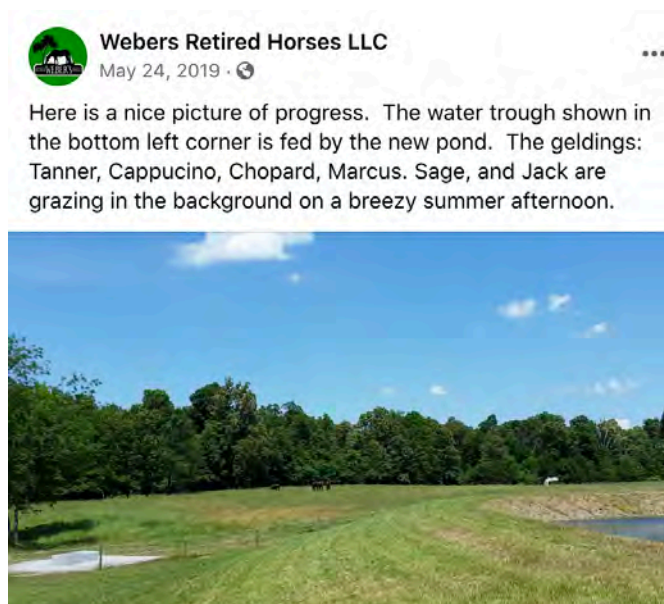 Webers Retired Horses LLC
May 24, 2019 ·
WEBER'S
Here is a nice picture of progress.  The water trough shown in
the bottom left corner is fed by the new pond.  The geldings:
Tanner, Cappucino, Chopard, Marcus. Sage, and Jack are
grazing in the background on a breezy summer afternoon.